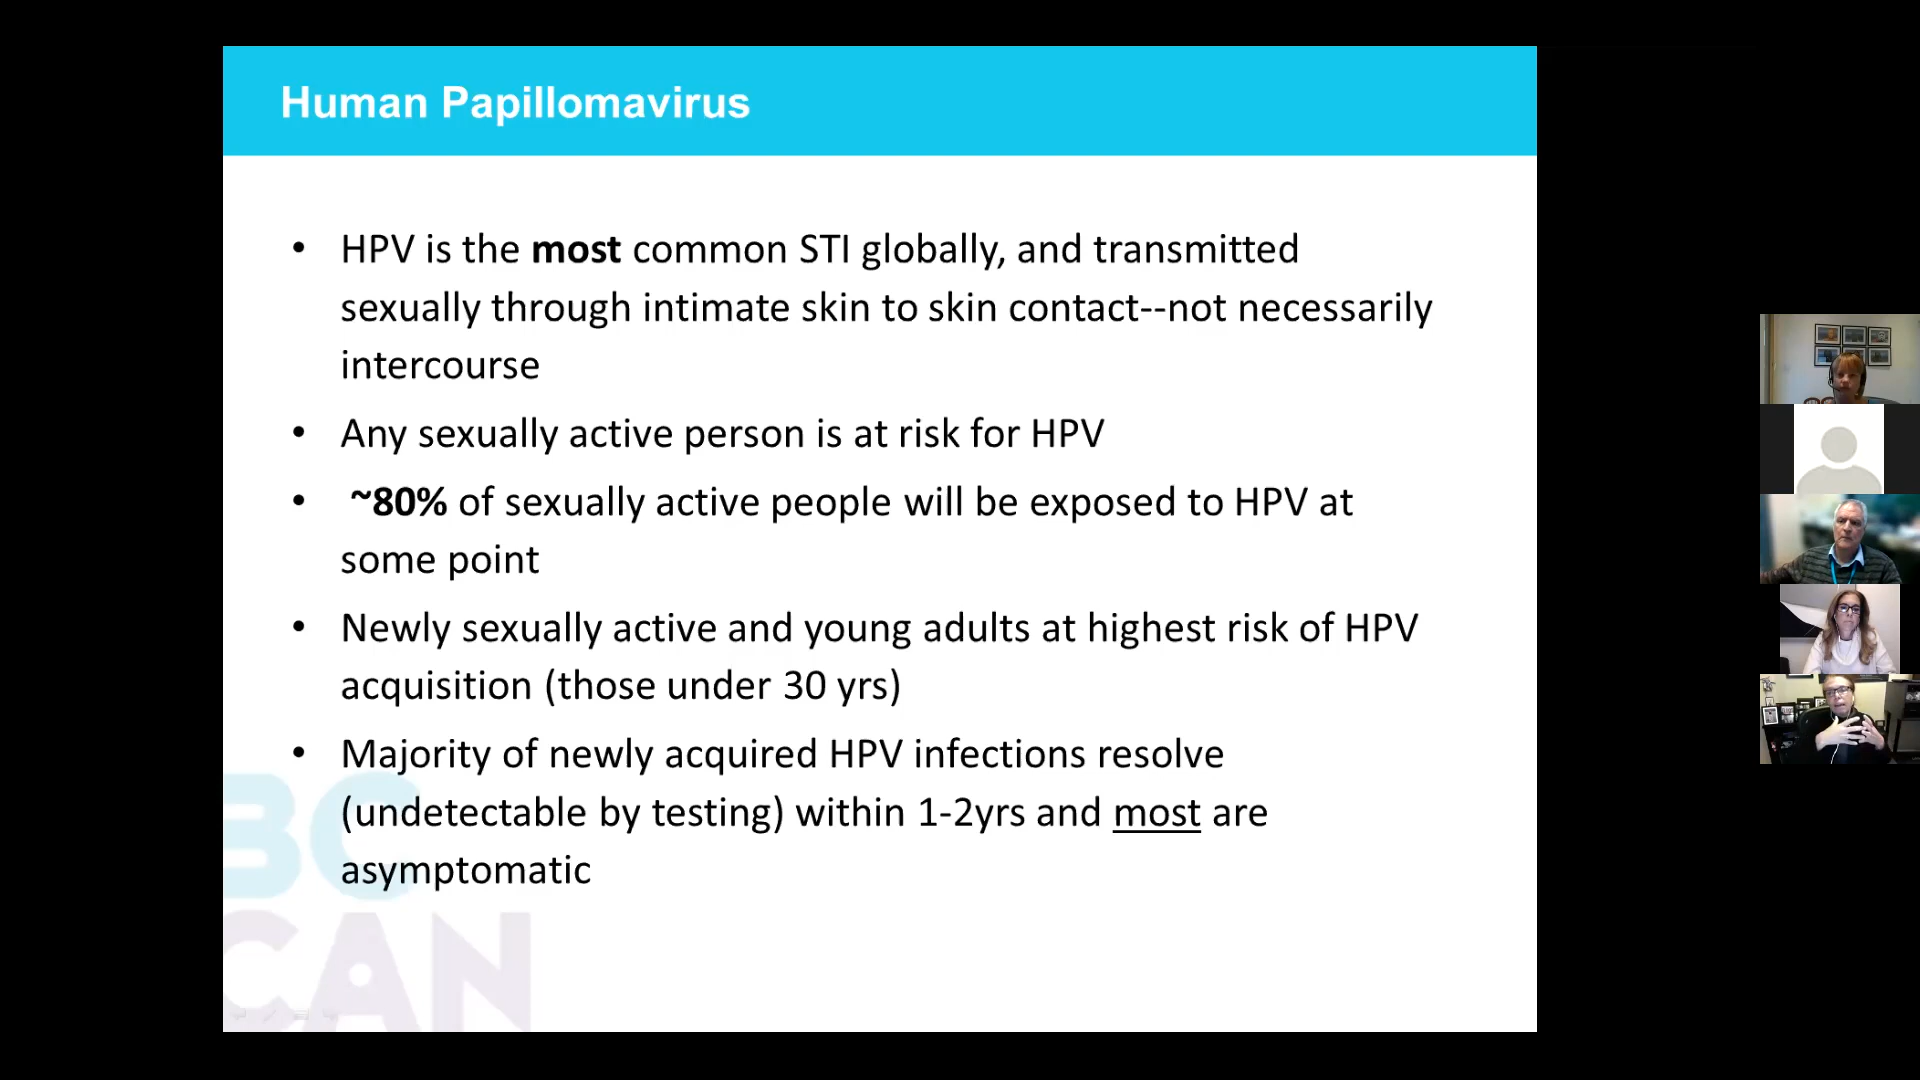 Human Papillomavirus
• HPV is the most common STI globally, and transmitted
sexually through intimate skin to skin contact--not necessarily
intercourse
• Any sexually active person is at risk for HPV
• ~80% of sexually active people will be exposed to HPV at
some point
• Newly sexually active and young adults at highest risk of HPV
acquisition (those under 30 yrs)
• Majority of newly acquired HPV infections resolve
(undetectable by testing) within 1-2yrs and most are
asymptomatic
BC
CAN